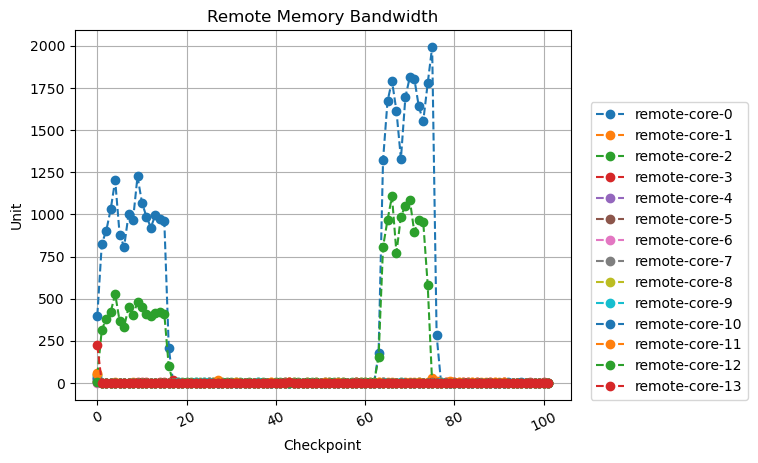 Remote Memory Bandwidth
Unit
2000
1750
1500
1250
1000
750
500
250
0
0
20
40
60
80
100
Checkpoint
remote-core-0
remote-core-1
remote-core-2
remote-core-3
remote-core-4
remote-core-5
remote-core-6
remote-core-7
remote-core-8
remote-core-9
remote-core-10
remote-core-11
remote-core-12
remote-core-13